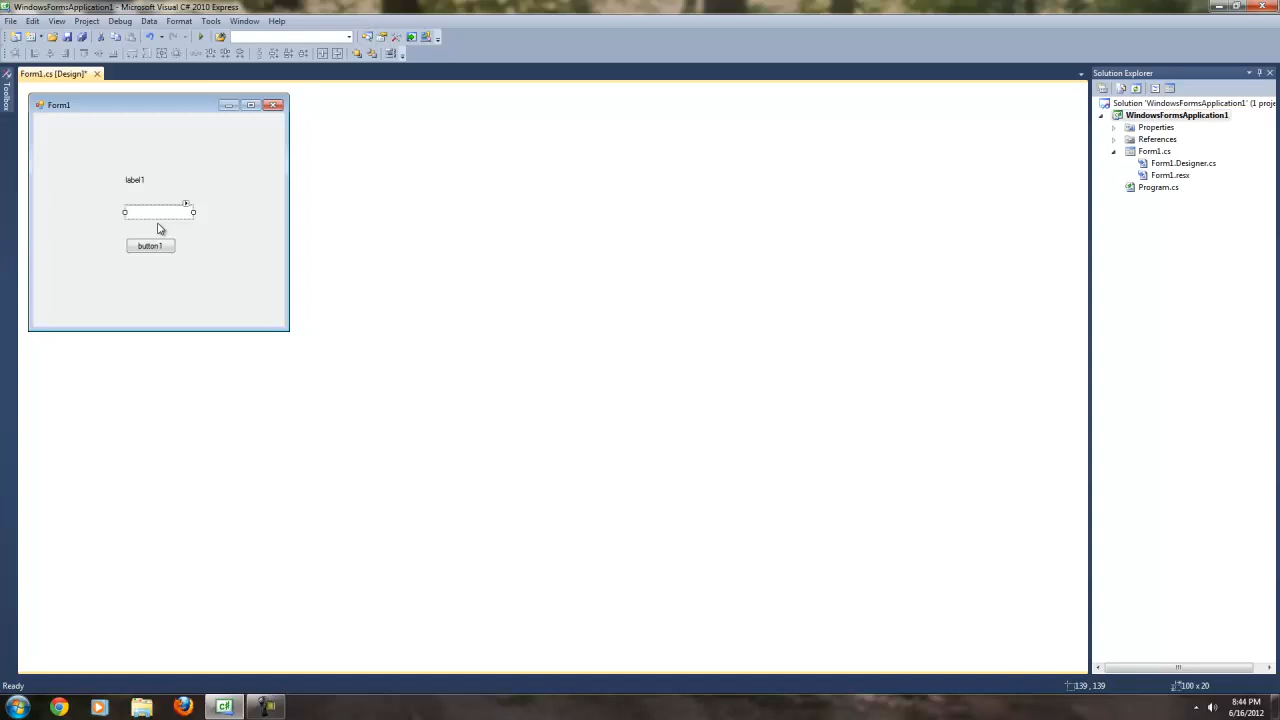 WindowsFormsApplication1 - Microsoft Visual C# 2010 Express
File Edit View Project Debug Data Format Tools Window Help
Form1.cs [Design]*
Toolbox
Form1
label1
button1
Solution Explorer
Solution 'WindowsFormsApplication1' (1 proje
WindowsFormsApplication1
Properties
References
Form1.cs
Form1.Designer.cs
Form1.resx
Program.cs
Ready
139 , 139
100 x 20
8:44 PM
6/16/2012